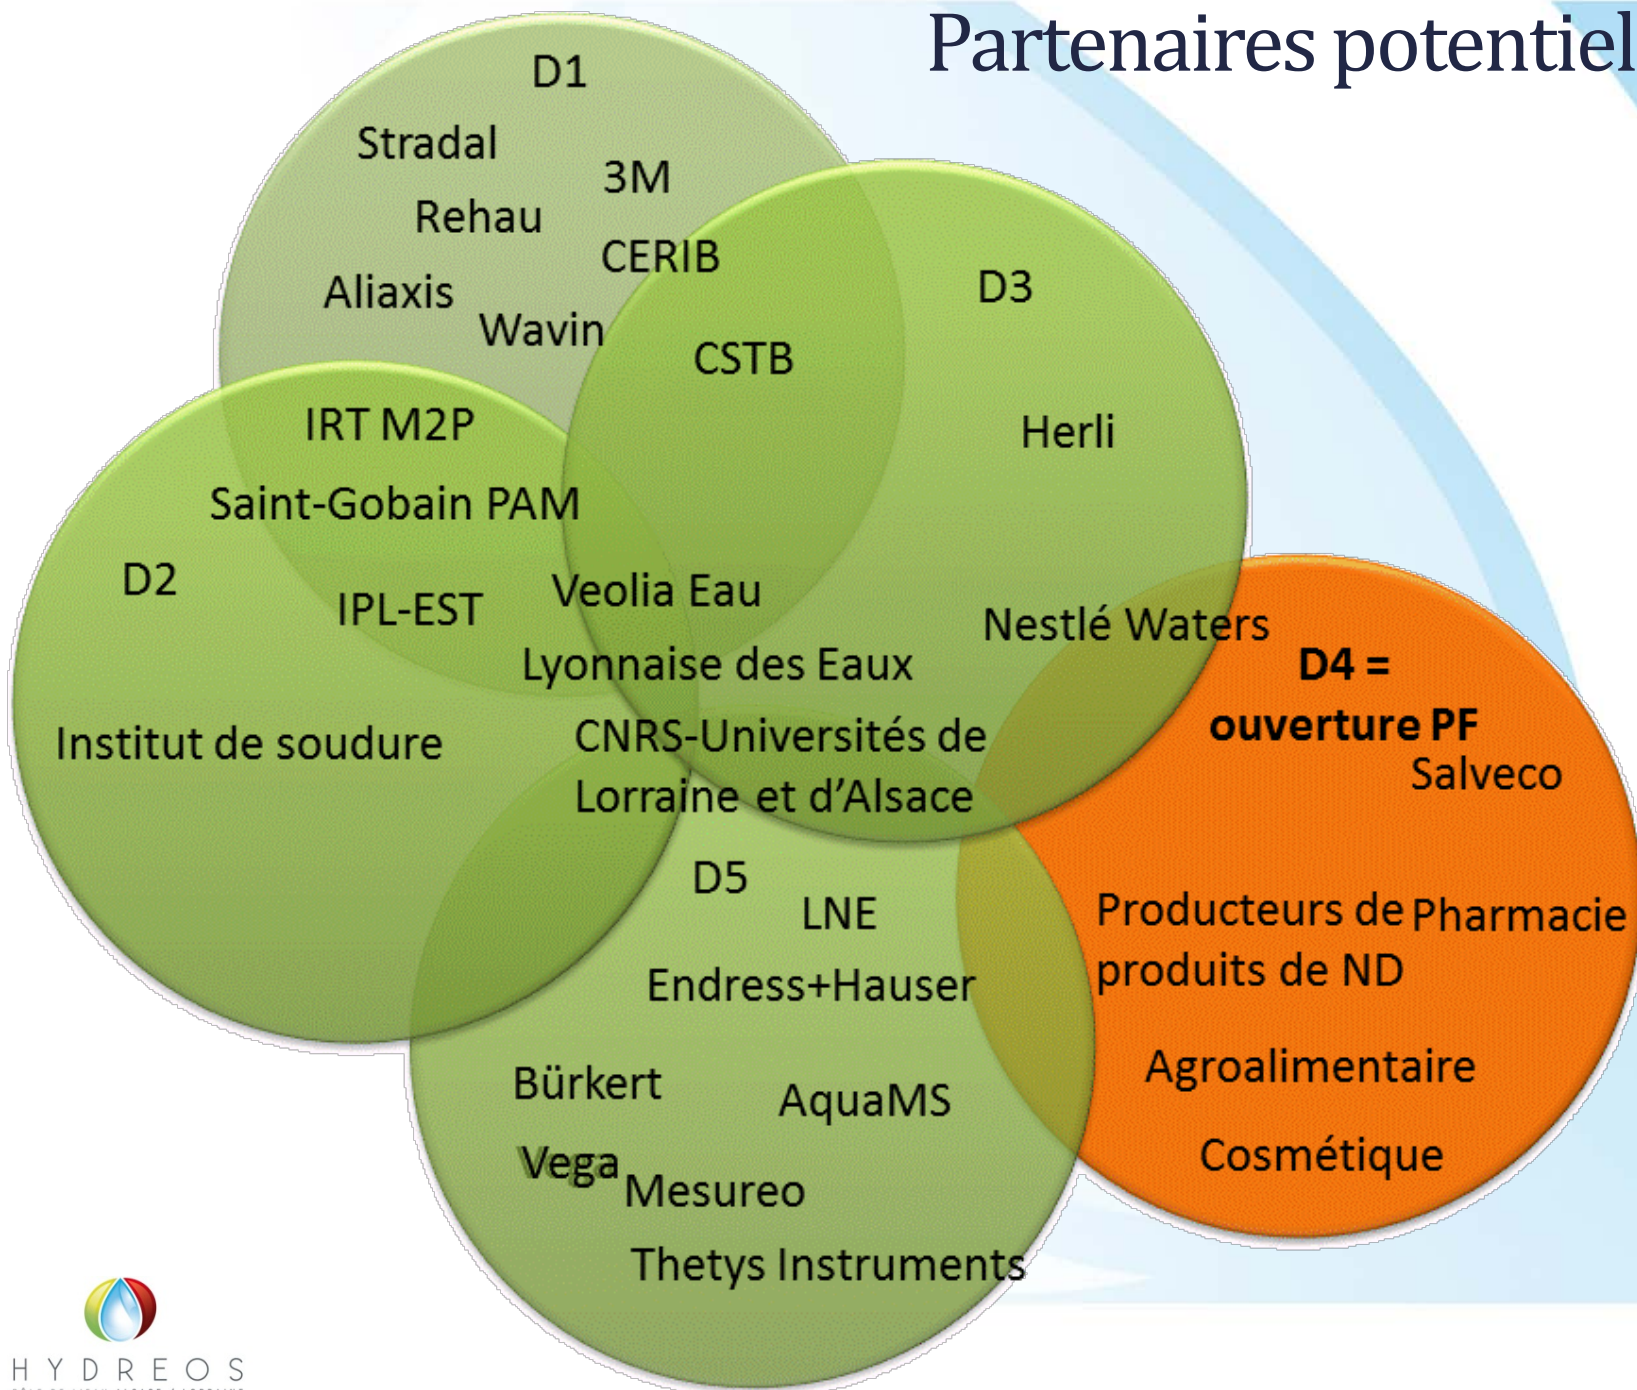 Partenaires potentiel
D1
Stradal
3M
Rehau
CERIB
Aliaxis
Wavin
D3
CSTB
Herli
IRT M2P
Saint-Gobain PAM
D2
IPL-EST
Veolia Eau
Nestlé Waters
Lyonnaise des Eaux
D4 =
ouverture PF
Salveco
Institut de soudure
CNRS-Universités de
Lorraine et d'Alsace
D5
LNE
Producteurs de
produits de ND
Pharmacie
Endress+Hauser
Bürkert
AquaMS
Agroalimentaire
Vega
Mesureo
Cosmétique
Thetys Instruments
HYDREOS